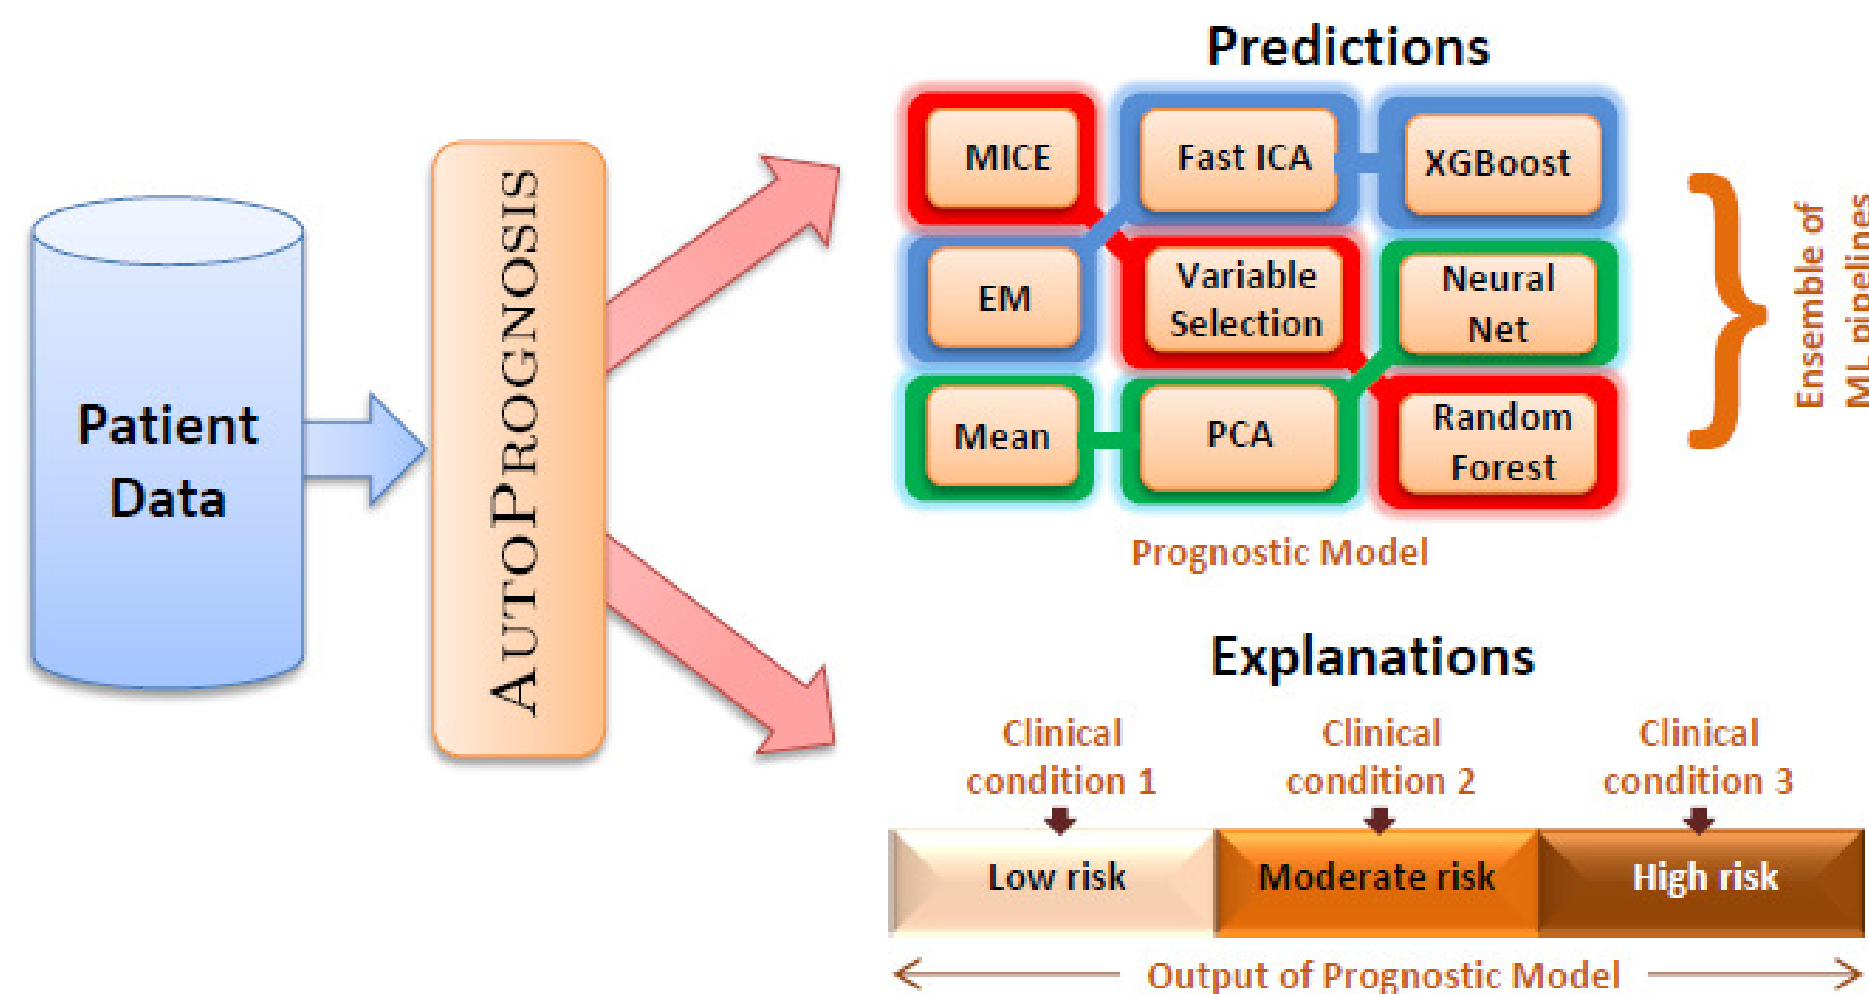 Patient
Data
AUTOPROGNOSIS
Predictions
MICE
Fast ICA
XGBoost
EM
Variable
Selection
Neural
Net
Mean
PCA
Random
Forest
Ensemble of
ML pipelines
Prognostic Model
Explanations
Clinical
condition 1
Clinical
condition 2
Clinical
condition 3
Low risk
Moderate risk
High risk
Output of Prognostic Model